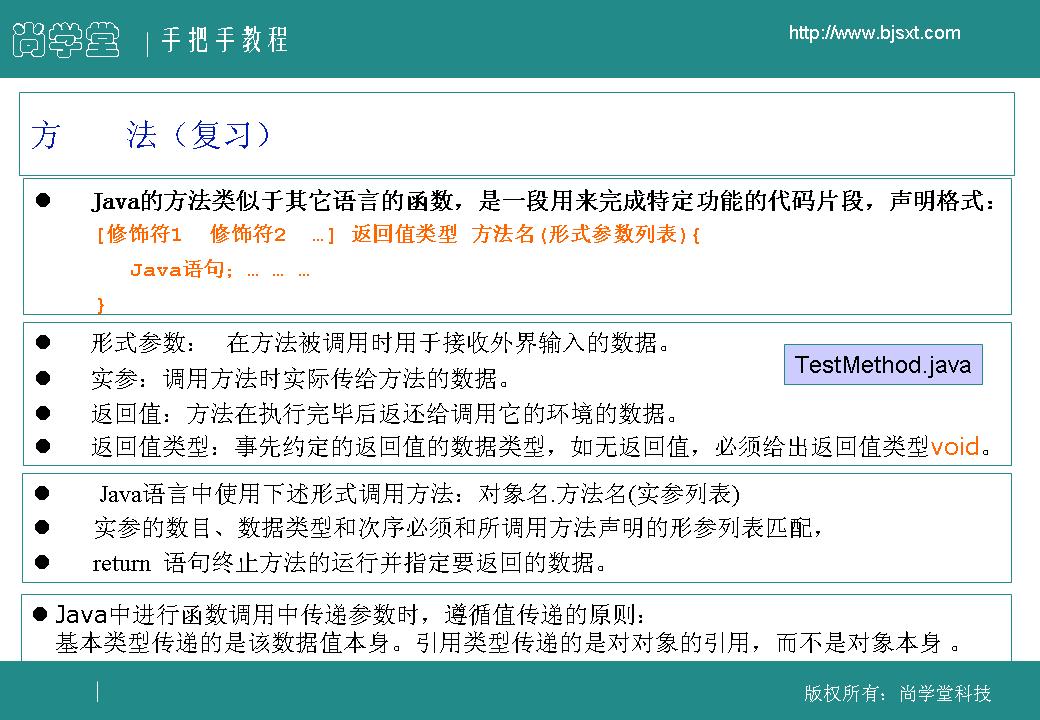 尚学堂 手把手教程 http://www.bjsxt.com
方 法（复习）
● Java的方法类似于其它语言的函数，是一段用来完成特定功能的代码片段，声明格式：
[修饰符1 修饰符2 …] 返回值类型 方法名(形式参数列表){
Java语句；… … …
}
● 形式参数： 在方法被调用时用于接收外界输入的数据。
TestMethod.java
● 实参：调用方法时实际传给方法的数据。
● 返回值：方法在执行完毕后返还给调用它的环境的数据。
● 返回值类型：事先约定的返回值的数据类型，如无返回值，必须给出返回值类型void。
● Java语言中使用下述形式调用方法：对象名.方法名(实参列表)
● 实参的数目、数据类型和次序必须和所调用方法声明的形参列表匹配，
● return 语句终止方法的运行并指定要返回的数据。
● Java中进行函数调用中传递参数时，遵循值传递的原则：
基本类型传递的是该数据值本身。引用类型传递的是对对象的引用，而不是对象本身 。
版权所有：尚学堂科技